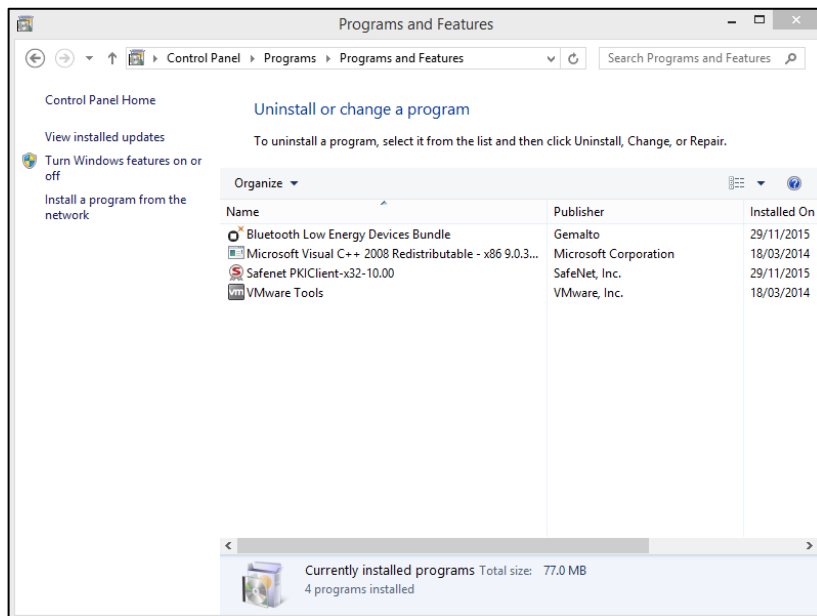 Programs and Features
Control Panel Programs Programs and Features Search Programs and Features
Control Panel Home
View installed updates
Turn Windows features on or
off
Install a program from the
network
Uninstall or change a program
To uninstall a program, select it from the list and then click Uninstall, Change, or Repair.
Organize
Name Publisher Installed On
Bluetooth Low Energy Devices Bundle Gemalto 29/11/2015
Microsoft Visual C++ 2008 Redistributable - x86 9.0.3... Microsoft Corporation 18/03/2014
Safenet PKIClient-x32-10.00 SafeNet, Inc. 29/11/2015
vm VMware Tools VMware, Inc. 18/03/2014
Currently installed programs Total size: 77.0 MB
4 programs installed